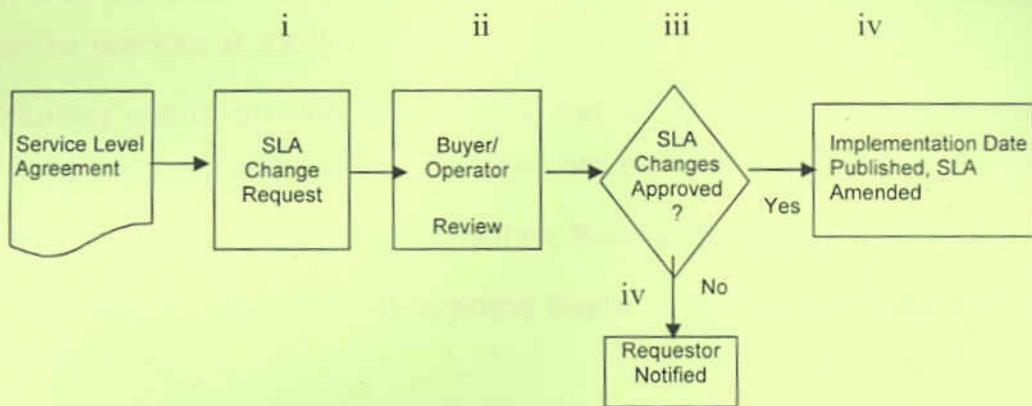 i
ii
iii
iv
Service Level
Agreement
SLA
Change
Request
Buyer/
Operator
Review
SLA
Changes
Approved
?
Yes
Implementation Date
Published, SLA
Amended
iv
No
Requestor
Notified